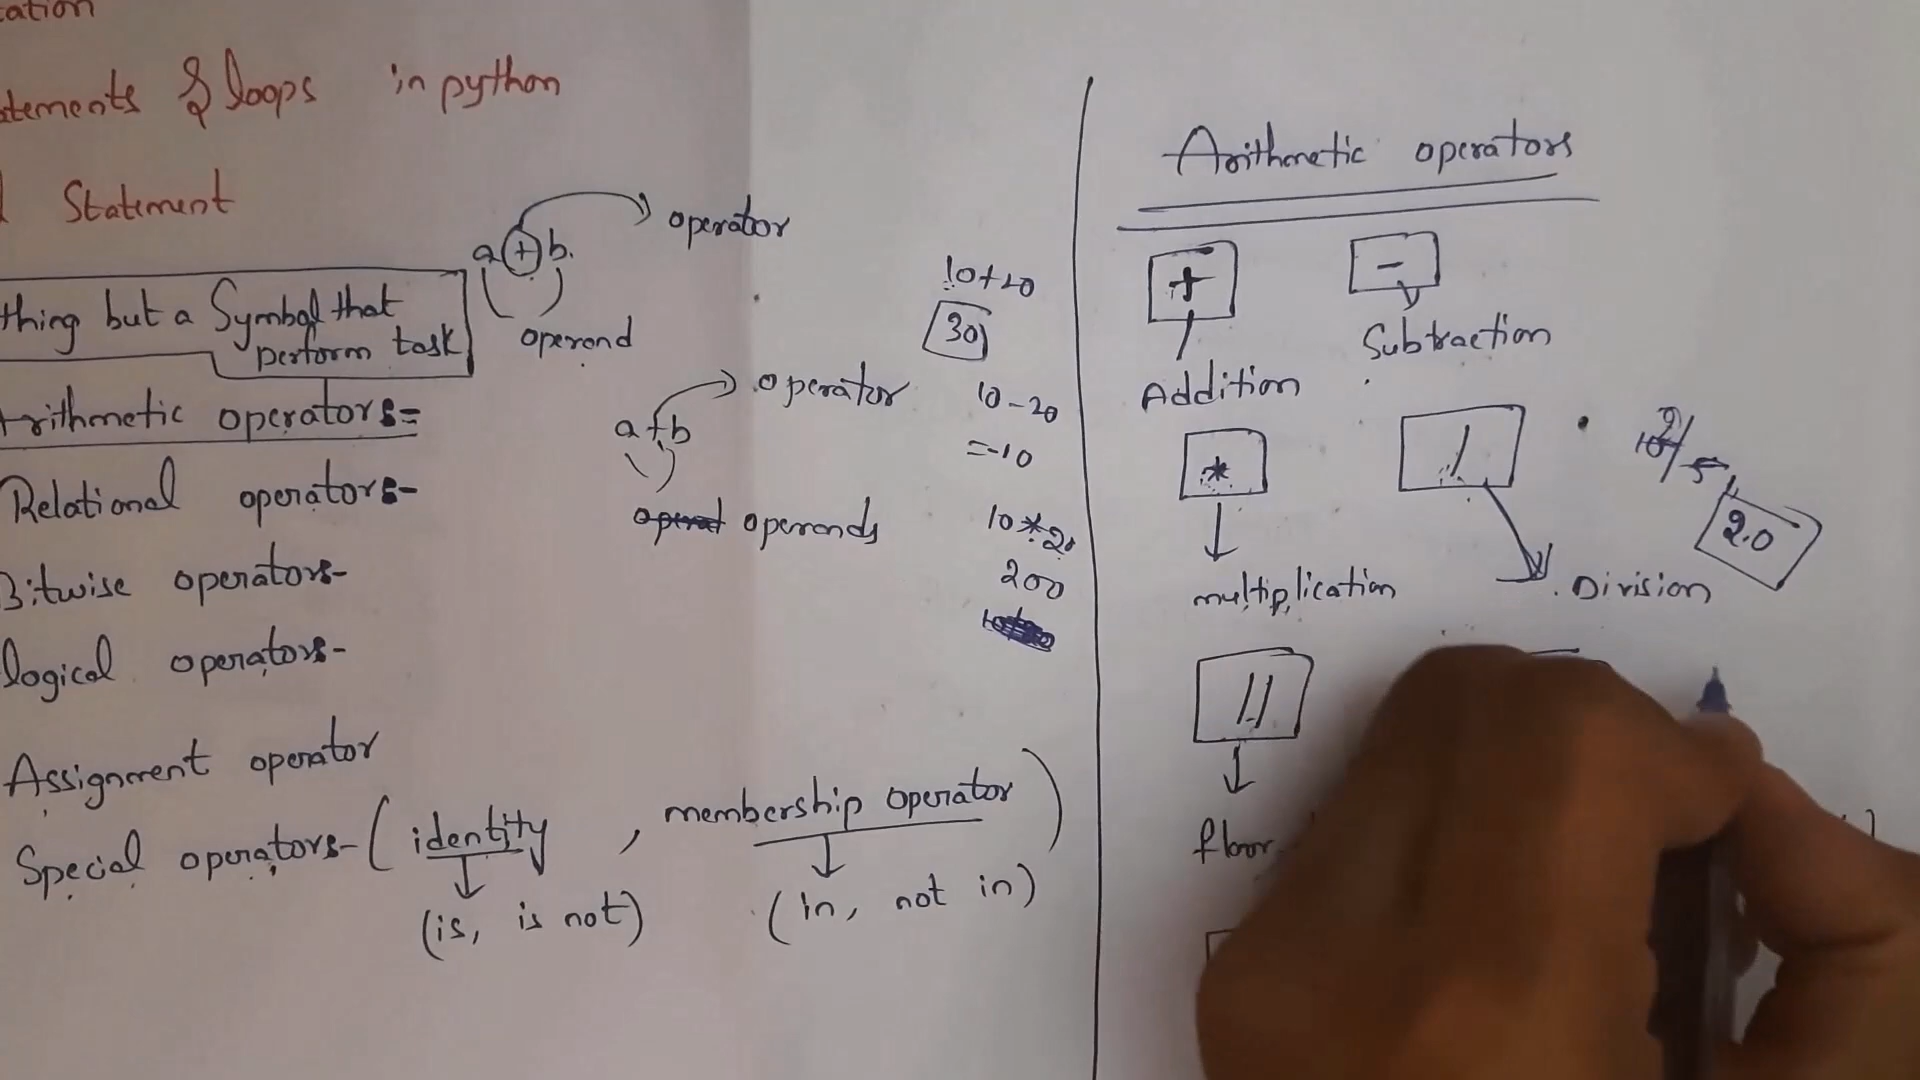 tements & loops in python
Statement
a + b.
operator
operand
thing but a Symbol that
perform task
Arithmetic operators=
Relational operators-
Bitwise operators-
logical operators-
Assignment operator
Special operators- ( identity , membership operator )
(is, is not) (in, not in)
a+b
operator
operands
10+20
30
10-20
=-10
10*20
200
Arithmetic operators
+ -
Addition Subtraction
* /
multiplication Division
10/5
2.0
//
floor